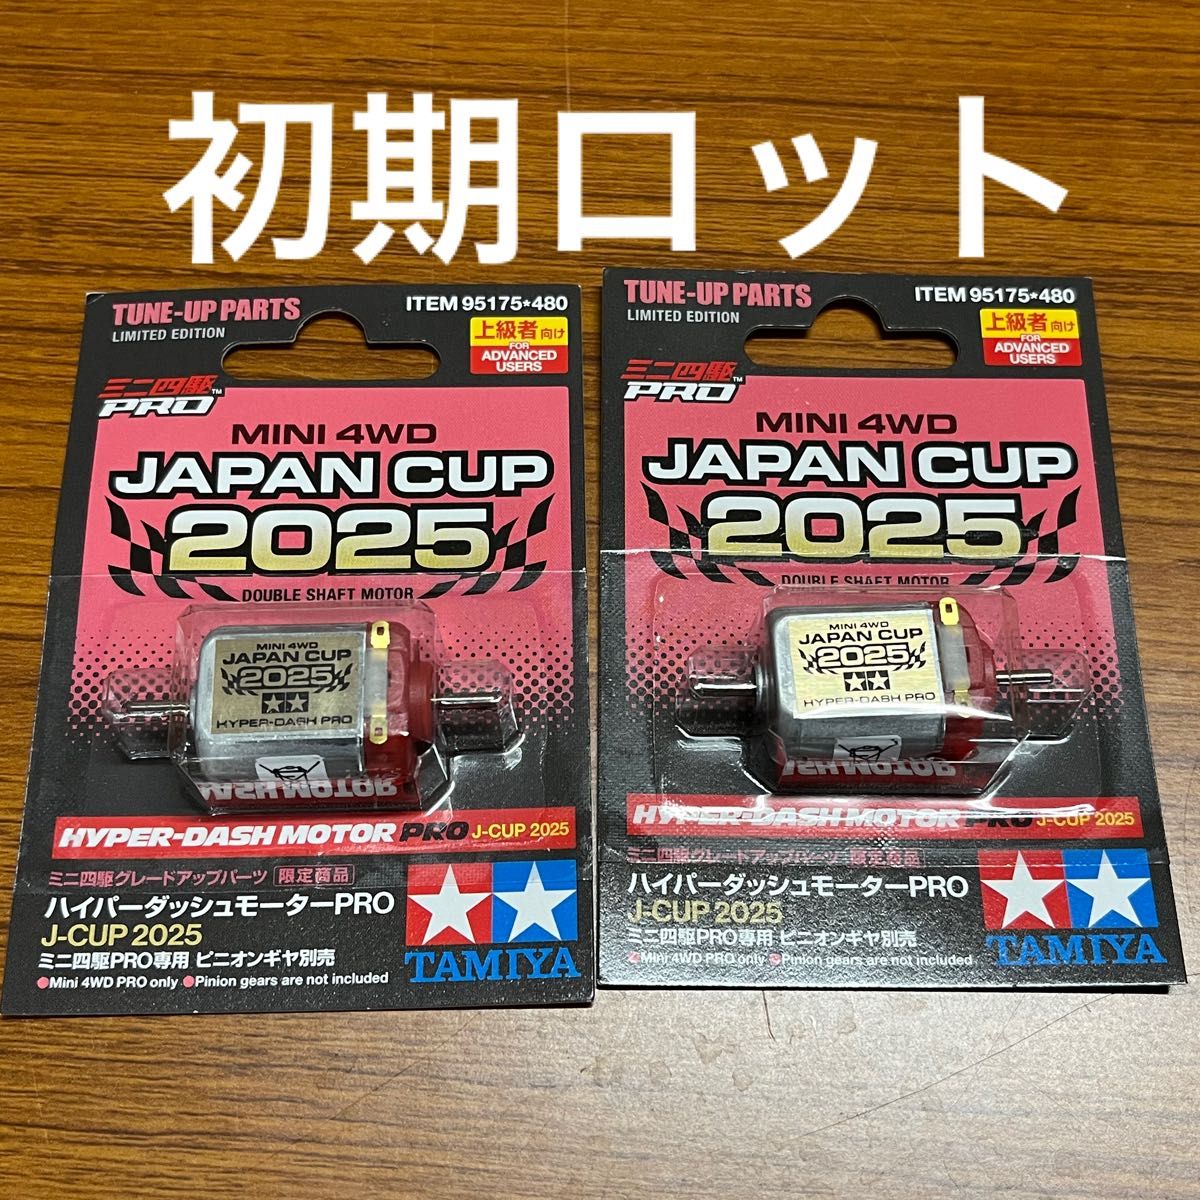 初期ロット
TUNE-UP PARTS
LIMITED EDITION
ITEM 95175*480
上級者向け
FOR
ADVANCED
USERS
ミニ四駆™
PRO
MINI 4WD
JAPAN CUP
2025
DOUBLE SHAFT MOTOR
MINI 4WD
JAPAN CUP
2025
HYPER-DASH PRO
HYPER-DASH MOTOR PRO J-CUP 2025
ミニ四駆グレードアップパーツ 限定商品
ハイパーダッシュモーターPRO
J-CUP 2025
ミニ四駆PRO専用 ピニオンギヤ別売
●Mini 4WD PRO only ●Pinion gears are not included
TAMIYA
TUNE-UP PARTS
LIMITED EDITION
ITEM 95175*480
上級者向け
FOR
ADVANCED
USERS
ミニ四駆™
PRO
MINI 4WD
JAPAN CUP
2025
DOUBLE SHAFT MOTOR
MINI 4WD
JAPAN CUP
2025
HYPER-DASH PRO
HYPER-DASH MOTOR PRO J-CUP 2025
ミニ四駆グレードアップパーツ 限定商品
ハイパーダッシュモーターPRO
J-CUP 2025
ミニ四駆PRO専用 ピニオンギヤ別売
●Mini 4WD PRO only ●Pinion gears are not included
TAMIYA